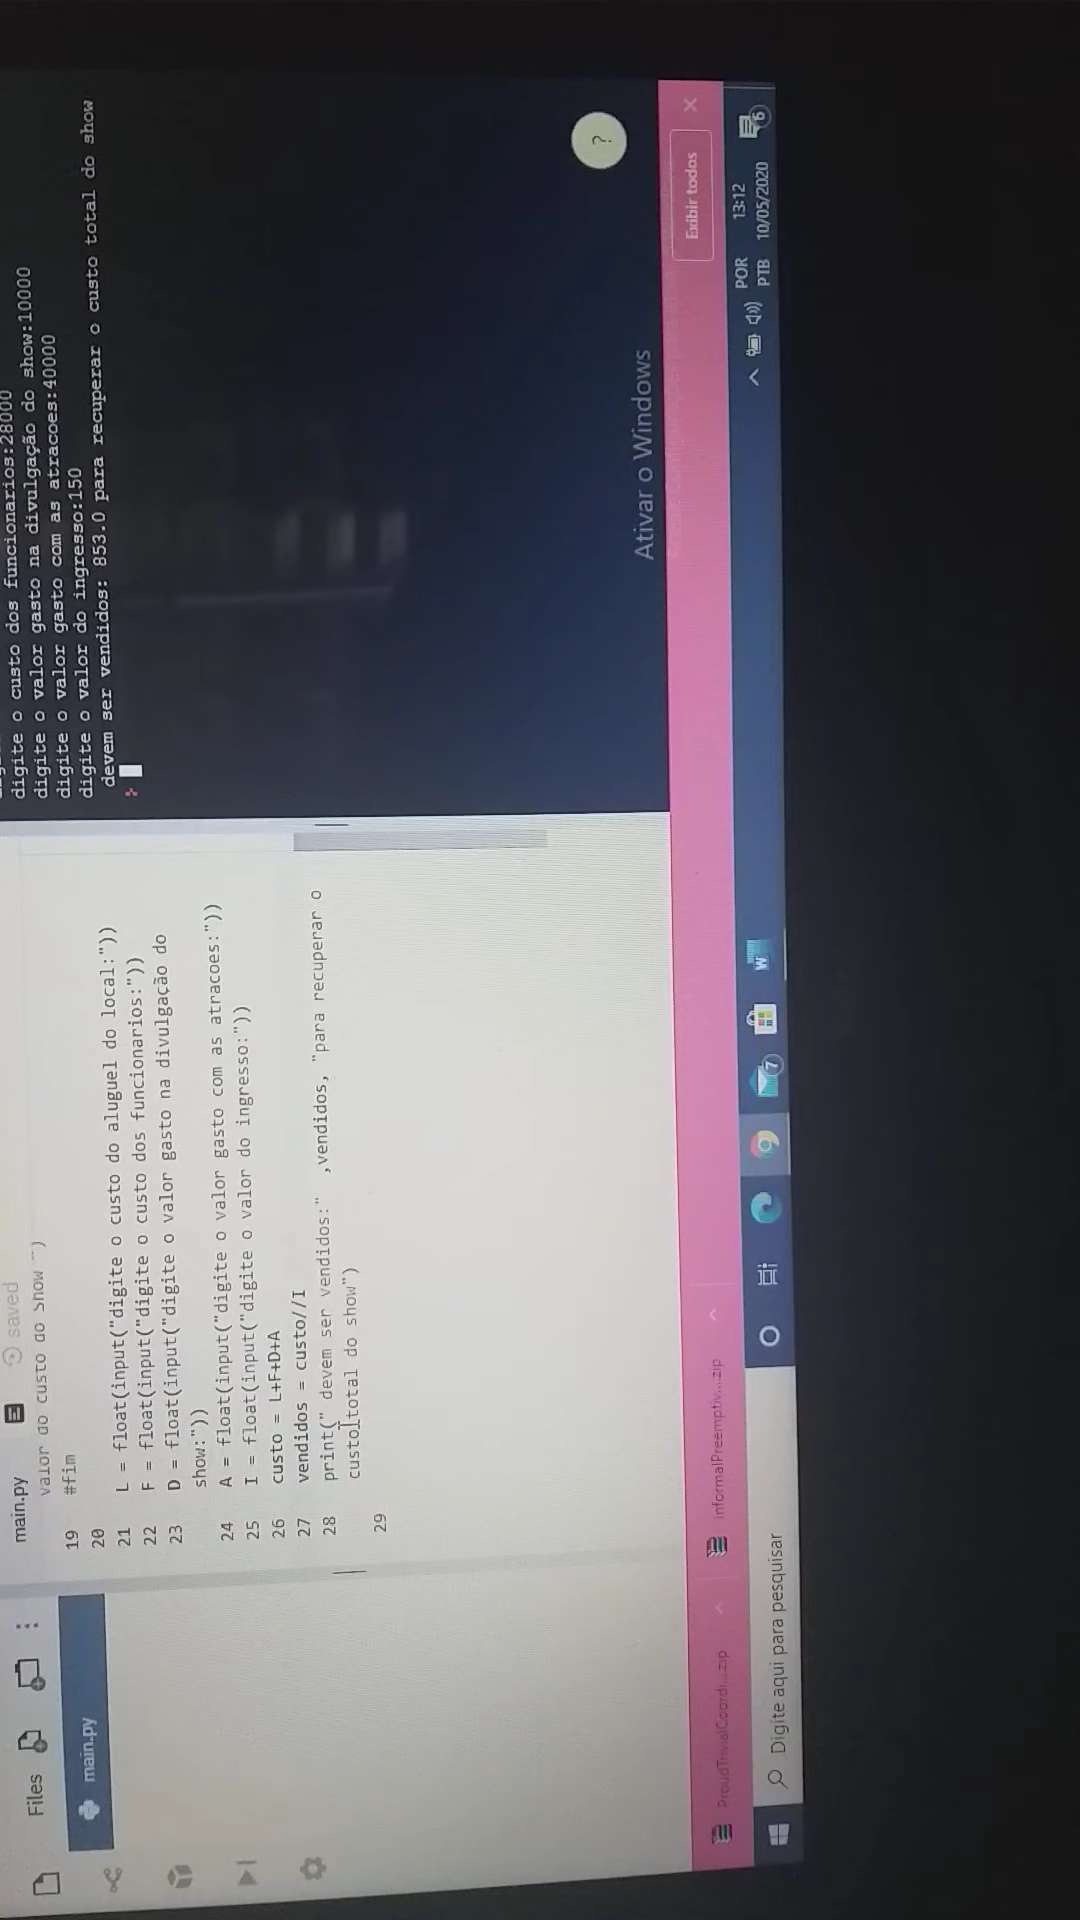 Files
main.py
main.py
saved
valor do custo do show ")
19 #fim
20
21 L = float(input("digite o custo do aluguel do local:"))
22 F = float(input("digite o custo dos funcionarios:"))
23 D = float(input("digite o valor gasto na divulgação do
show:"))
24 A = float(input("digite o valor gasto com as atracoes:"))
25 I = float(input("digite o valor do ingresso:"))
26 custo = L+F+D+A
27 vendidos = custo//I
28 print(" devem ser vendidos:" ,vendidos, "para recuperar o
custo total do show")
29
digite o custo dos funcionarios:28000
digite o valor gasto na divulgação do show:10000
digite o valor gasto com as atracoes:40000
digite o valor do ingresso:150
devem ser vendidos: 853.0 para recuperar o custo total do show
?
Ativar o Windows
ProudTrivialCoordi....zip
InformalPreemptiv....zip
Exibir todos
Digite aqui para pesquisar
7
W
POR
PTB
13:12
10/05/2020
6